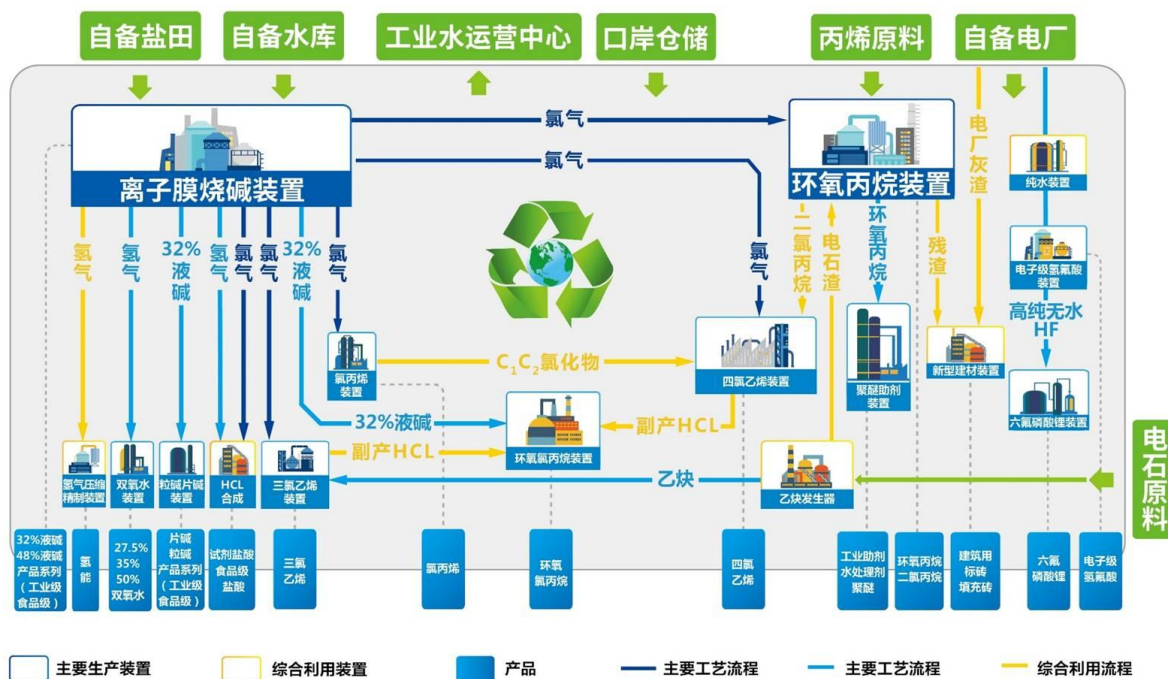 自备盐田
自备水库
工业水运营中心
口岸仓储
丙烯原料
自备电厂
离子膜烧碱装置
氯气
氯气
环氧丙烷装置
电厂灰渣
纯水装置
氢气
氢气
32%
液碱
氢气
氯气
氯气
32%
液碱
氯气
氯气
二氯丙烷
电石渣
环氧丙烷
残渣
电子级氢氟酸
装置
高纯无水
HF
氯丙烯
装置
C₁C₂氯化物
四氯乙烯装置
聚醚助剂
装置
新型建材装置
六氟磷酸锂装置
32%液碱
环氧氯丙烷装置
副产HCL
副产HCL
氢气压缩
精制装置
双氧水
装置
粒碱片碱
装置
HCL
合成
三氯乙烯
装置
乙炔
乙炔发生器
电石原料
32%液碱
48%液碱
产品系列
（工业级
食品级）
氢
能
27.5%
35%
50%
双氧水
片碱
粒碱
产品系列
（工业级
食品级）
试剂盐酸
食品级
盐酸
三氯
乙烯
氯丙烯
环氧
氯丙烷
四氯
乙烯
工业助剂
水处理剂
聚醚
环氧丙烷
二氯丙烷
建筑用
标砖
填充砖
六氟
磷酸锂
电子级
氢氟酸
主要生产装置
综合利用装置
产品
主要工艺流程
主要工艺流程
综合利用流程